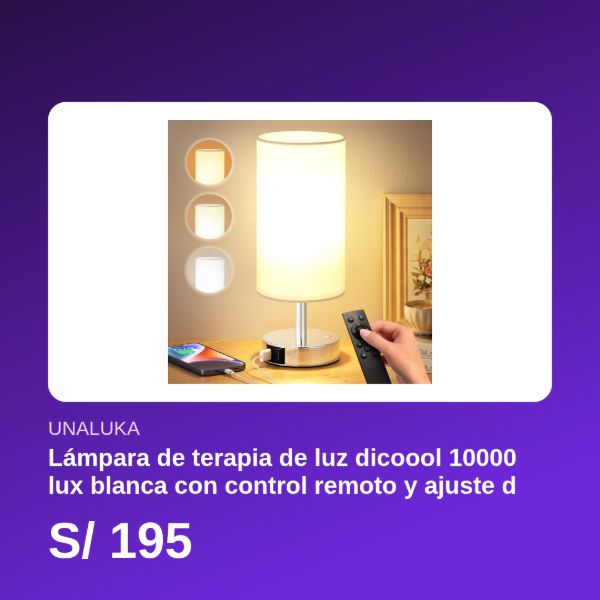 UNALUKA
Lámpara de terapia de luz dicoool 10000
lux blanca con control remoto y ajuste d
S/ 195